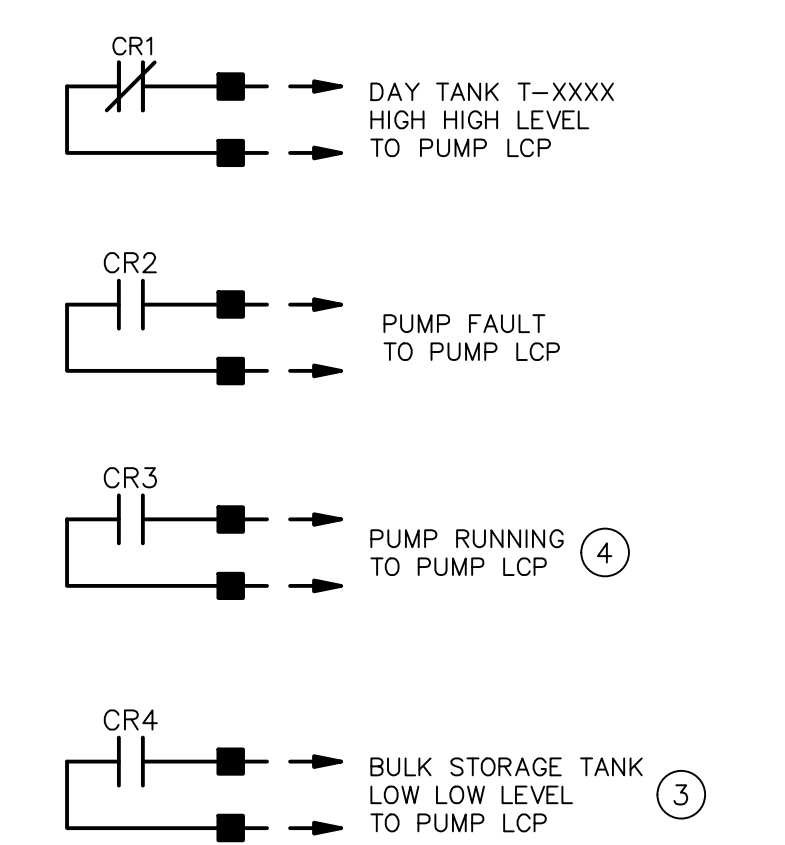 CR1
DAY TANK T-XXXX
HIGH HIGH LEVEL
TO PUMP LCP
CR2
PUMP FAULT
TO PUMP LCP
CR3
PUMP RUNNING
TO PUMP LCP
4
CR4
BULK STORAGE TANK
LOW LOW LEVEL
TO PUMP LCP
3